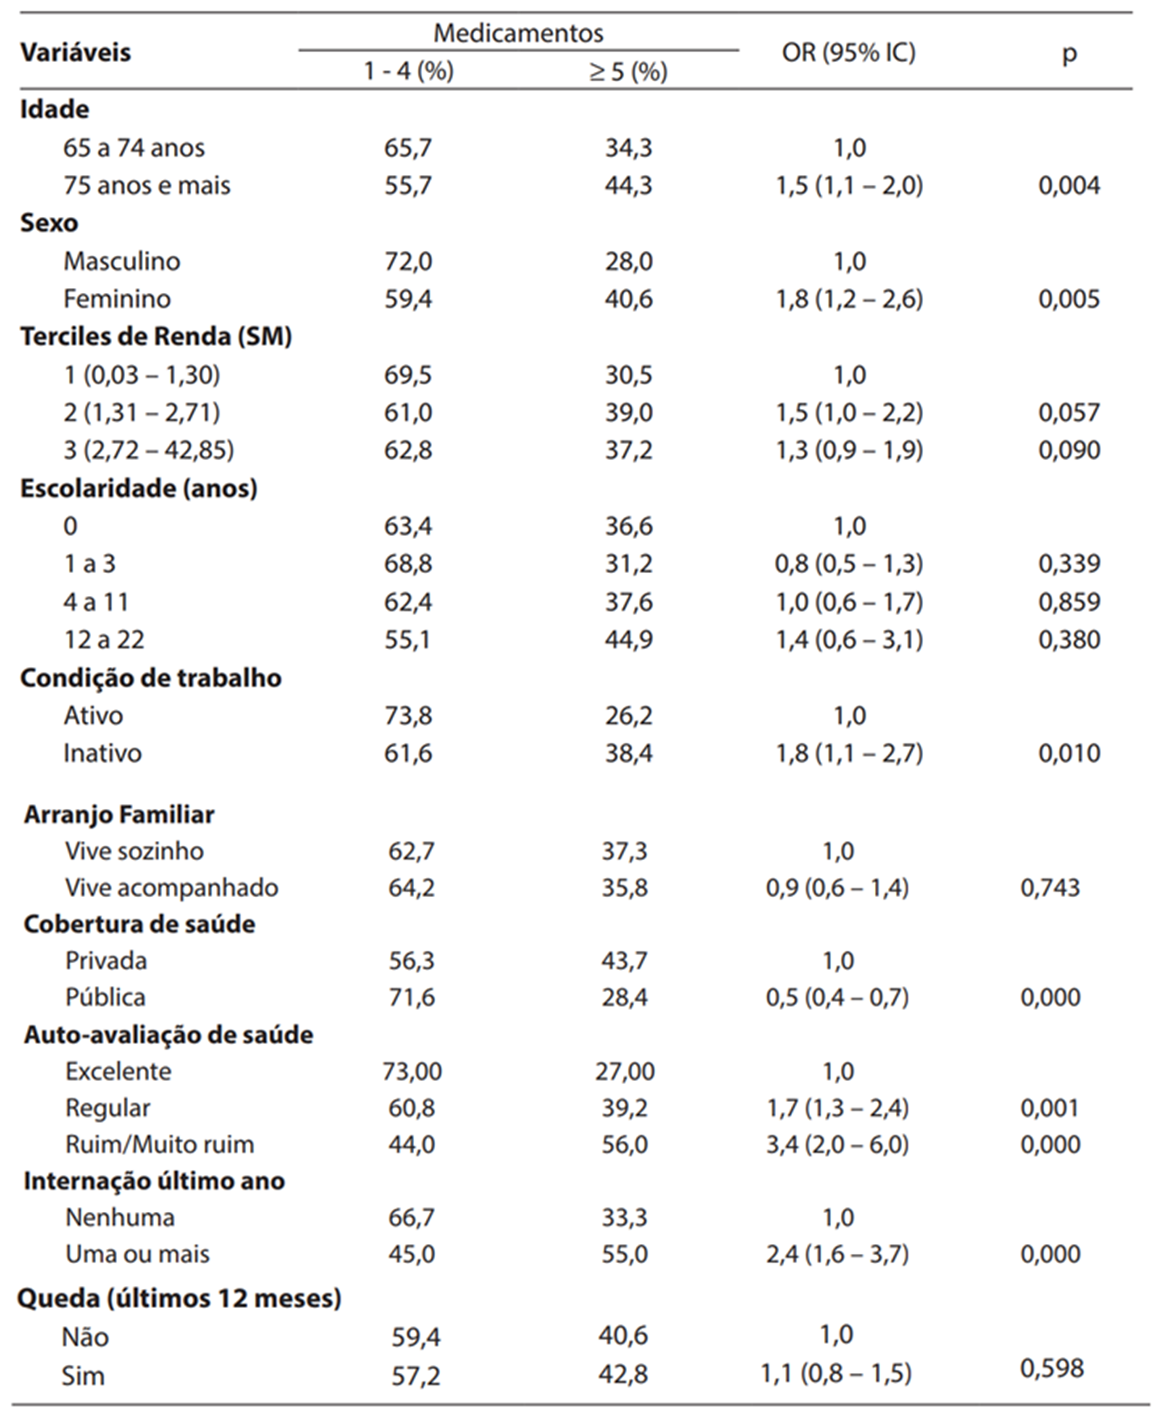 Variáveis Medicamentos OR (95% IC) p
1 - 4 (%) ≥ 5 (%)
Idade
65 a 74 anos 65,7 34,3 1,0
75 anos e mais 55,7 44,3 1,5 (1,1 – 2,0) 0,004
Sexo
Masculino 72,0 28,0 1,0
Feminino 59,4 40,6 1,8 (1,2 – 2,6) 0,005
Terciles de Renda (SM)
1 (0,03 – 1,30) 69,5 30,5 1,0
2 (1,31 – 2,71) 61,0 39,0 1,5 (1,0 – 2,2) 0,057
3 (2,72 – 42,85) 62,8 37,2 1,3 (0,9 – 1,9) 0,090
Escolaridade (anos)
0 63,4 36,6 1,0
1 a 3 68,8 31,2 0,8 (0,5 – 1,3) 0,339
4 a 11 62,4 37,6 1,0 (0,6 – 1,7) 0,859
12 a 22 55,1 44,9 1,4 (0,6 – 3,1) 0,380
Condição de trabalho
Ativo 73,8 26,2 1,0
Inativo 61,6 38,4 1,8 (1,1 – 2,7) 0,010
Arranjo Familiar
Vive sozinho 62,7 37,3 1,0
Vive acompanhado 64,2 35,8 0,9 (0,6 – 1,4) 0,743
Cobertura de saúde
Privada 56,3 43,7 1,0
Pública 71,6 28,4 0,5 (0,4 – 0,7) 0,000
Auto-avaliação de saúde
Excelente 73,00 27,00 1,0
Regular 60,8 39,2 1,7 (1,3 – 2,4) 0,001
Ruim/Muito ruim 44,0 56,0 3,4 (2,0 – 6,0) 0,000
Internação último ano
Nenhuma 66,7 33,3 1,0
Uma ou mais 45,0 55,0 2,4 (1,6 – 3,7) 0,000
Queda (últimos 12 meses)
Não 59,4 40,6 1,0
Sim 57,2 42,8 1,1 (0,8 – 1,5) 0,598